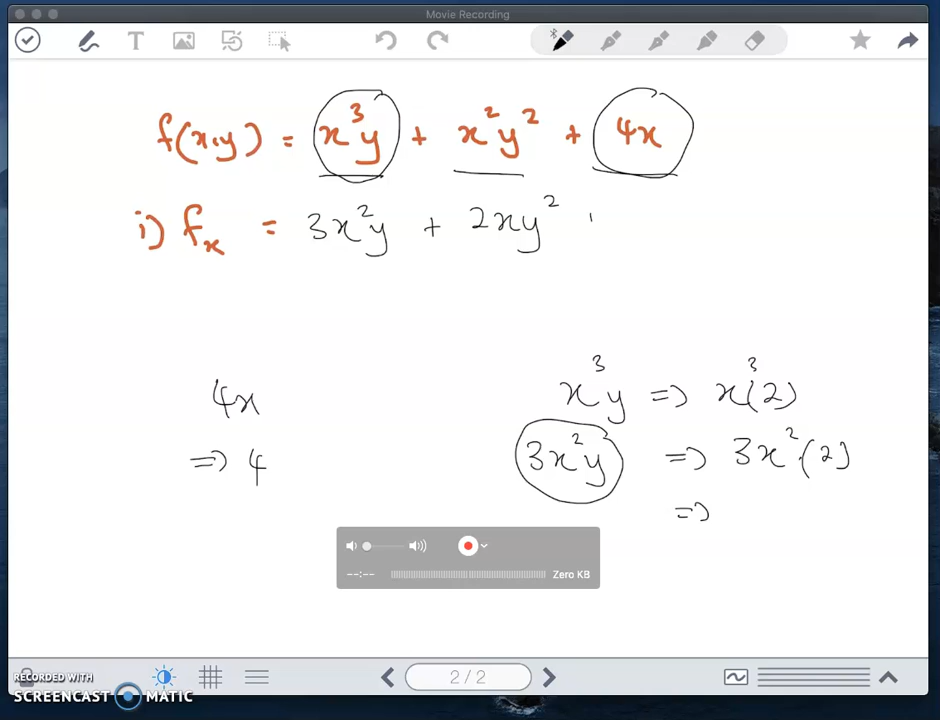 Movie Recording
T
f(x,y) = x³y + x²y² + 4x
i) fₓ = 3x²y + 2xy²
4x
=> 4
x³y => x³(2)
3x²y => 3x²·(2)
=>
--:-- Zero KB
2 / 2
RECORDED WITH
SCREENCAST MATIC